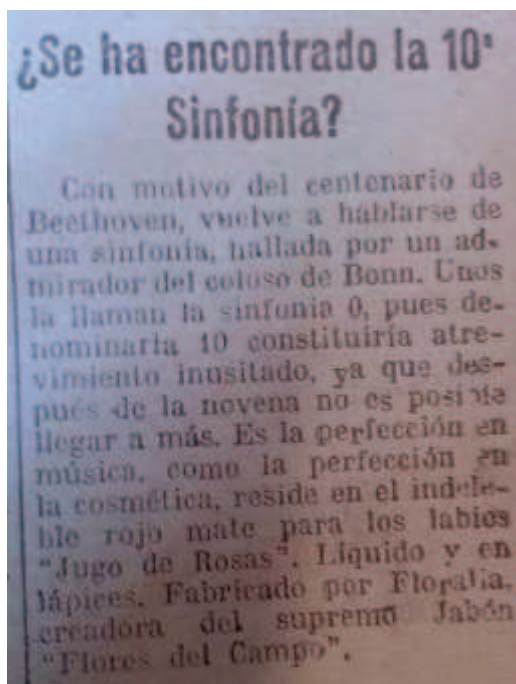 ¿Se ha encontrado la 10ª
Sinfonía?
Con motivo del centenario de
Beethoven, vuelve a hablarse de
una sinfonía, hallada por un ad-
mirador del coloso de Bonn. Unos
la llaman la sinfonía 0, pues de-
nominarla 10 constituiría atre-
vimiento inusitado, ya que des-
pués de la novena no es posible
llegar a más. Es la perfección en
música, como la perfección en
la cosmética, reside en el indele-
ble rojo mate para los labios
"Jugo de Rosas". Líquido y en
lápices. Fabricado por Floralia,
creadora del supremo Jabón
"Flores del Campo".